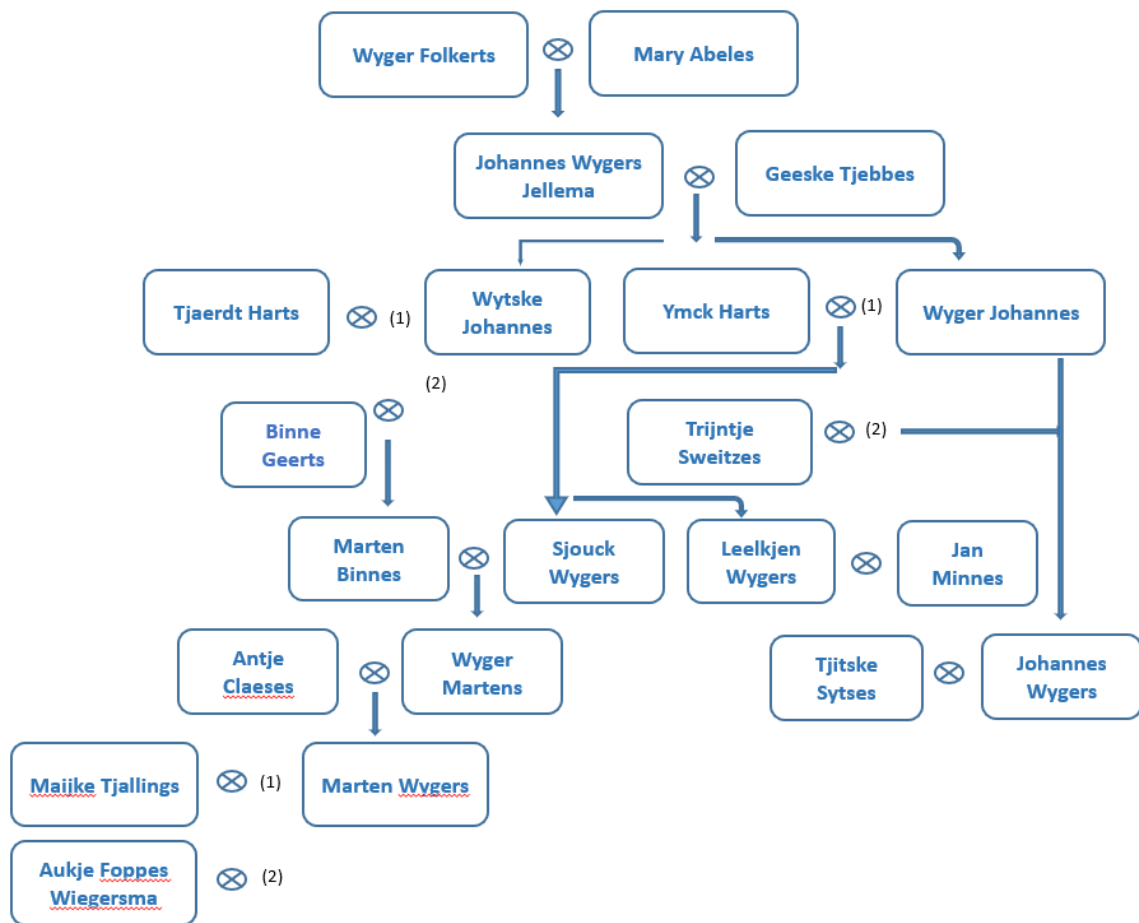 Wyger Folkerts
Mary Abeles
Johannes Wygers
Jellema
Geeske Tjebbes
Tjaerdt Harts
(1)
Wytske
Johannes
Ymck Harts
(1)
Wyger Johannes
(2)
Binne
Geerts
Trijntje
Sweitzes
(2)
Marten
Binnes
Sjouck
Wygers
Leelkjen
Wygers
Jan
Minnes
Antje
Claeses
Wyger
Martens
Tjitske
Sytses
Johannes
Wygers
Maijke Tjallings
(1)
Marten Wygers
Aukje Foppes
Wiegersma
(2)